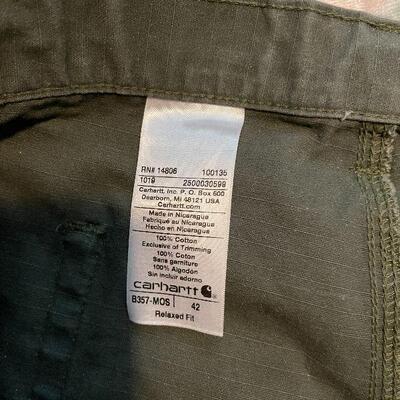 RN# 14806 100135
1019 2500030599
Carhartt, Inc. P. O. Box 600
Dearborn, MI 48121 USA
Carhartt.com
Made in Nicaragua
Fabriqué au Nicaragua
Hecho en Nicaragua
100% Cotton
Exclusive of Trimming
100% Coton
Sans garniture
100% Algodón
Sin incluir adorno
carhartt
B357-MOS 42
Relaxed Fit